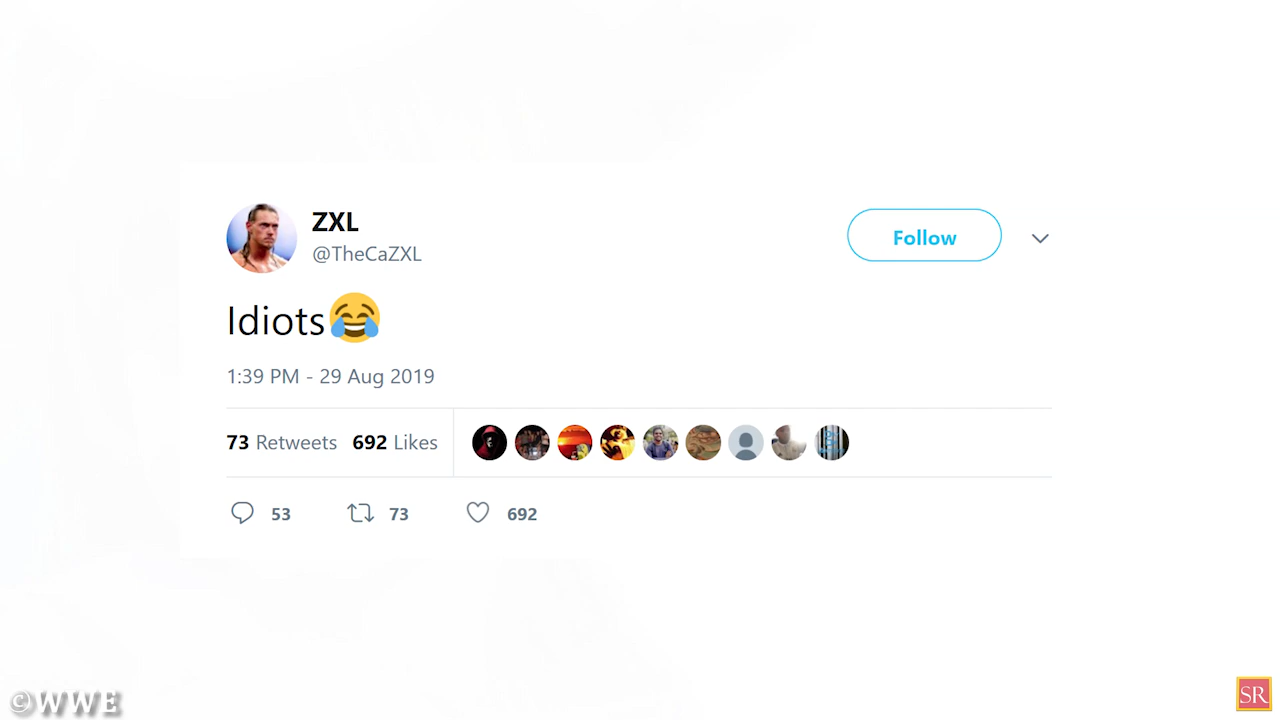 ZXL
@TheCaZXL
Follow
Idiots😂
1:39 PM - 29 Aug 2019
73 Retweets 692 Likes
53 73 692
©WWE
SR